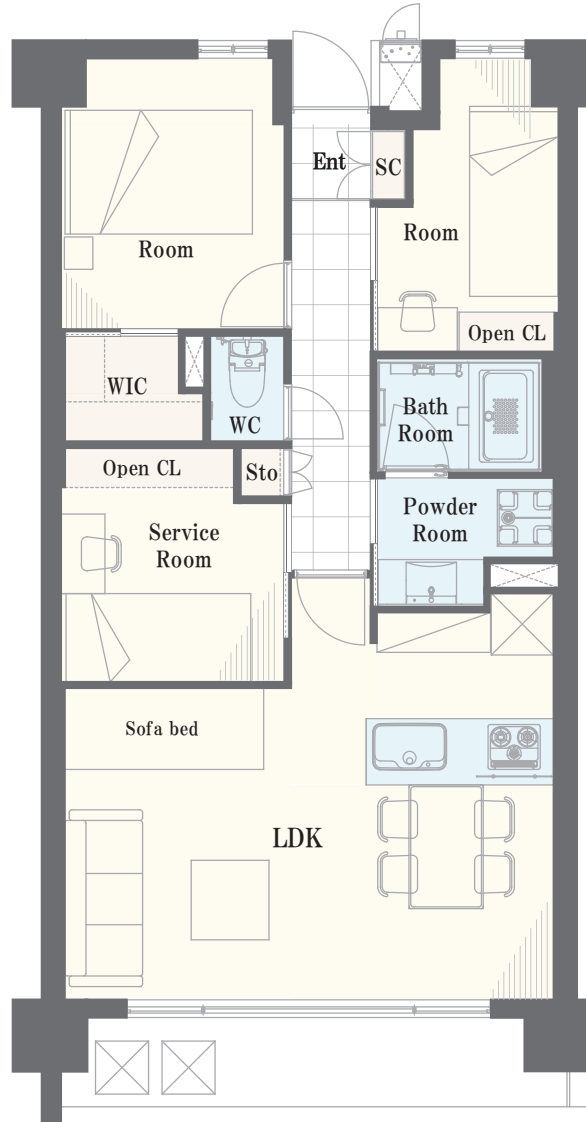 Ent
SC
Room
Room
Open CL
WIC
WC
Bath
Room
Open CL
Sto
Powder
Room
Service
Room
Sofa bed
LDK